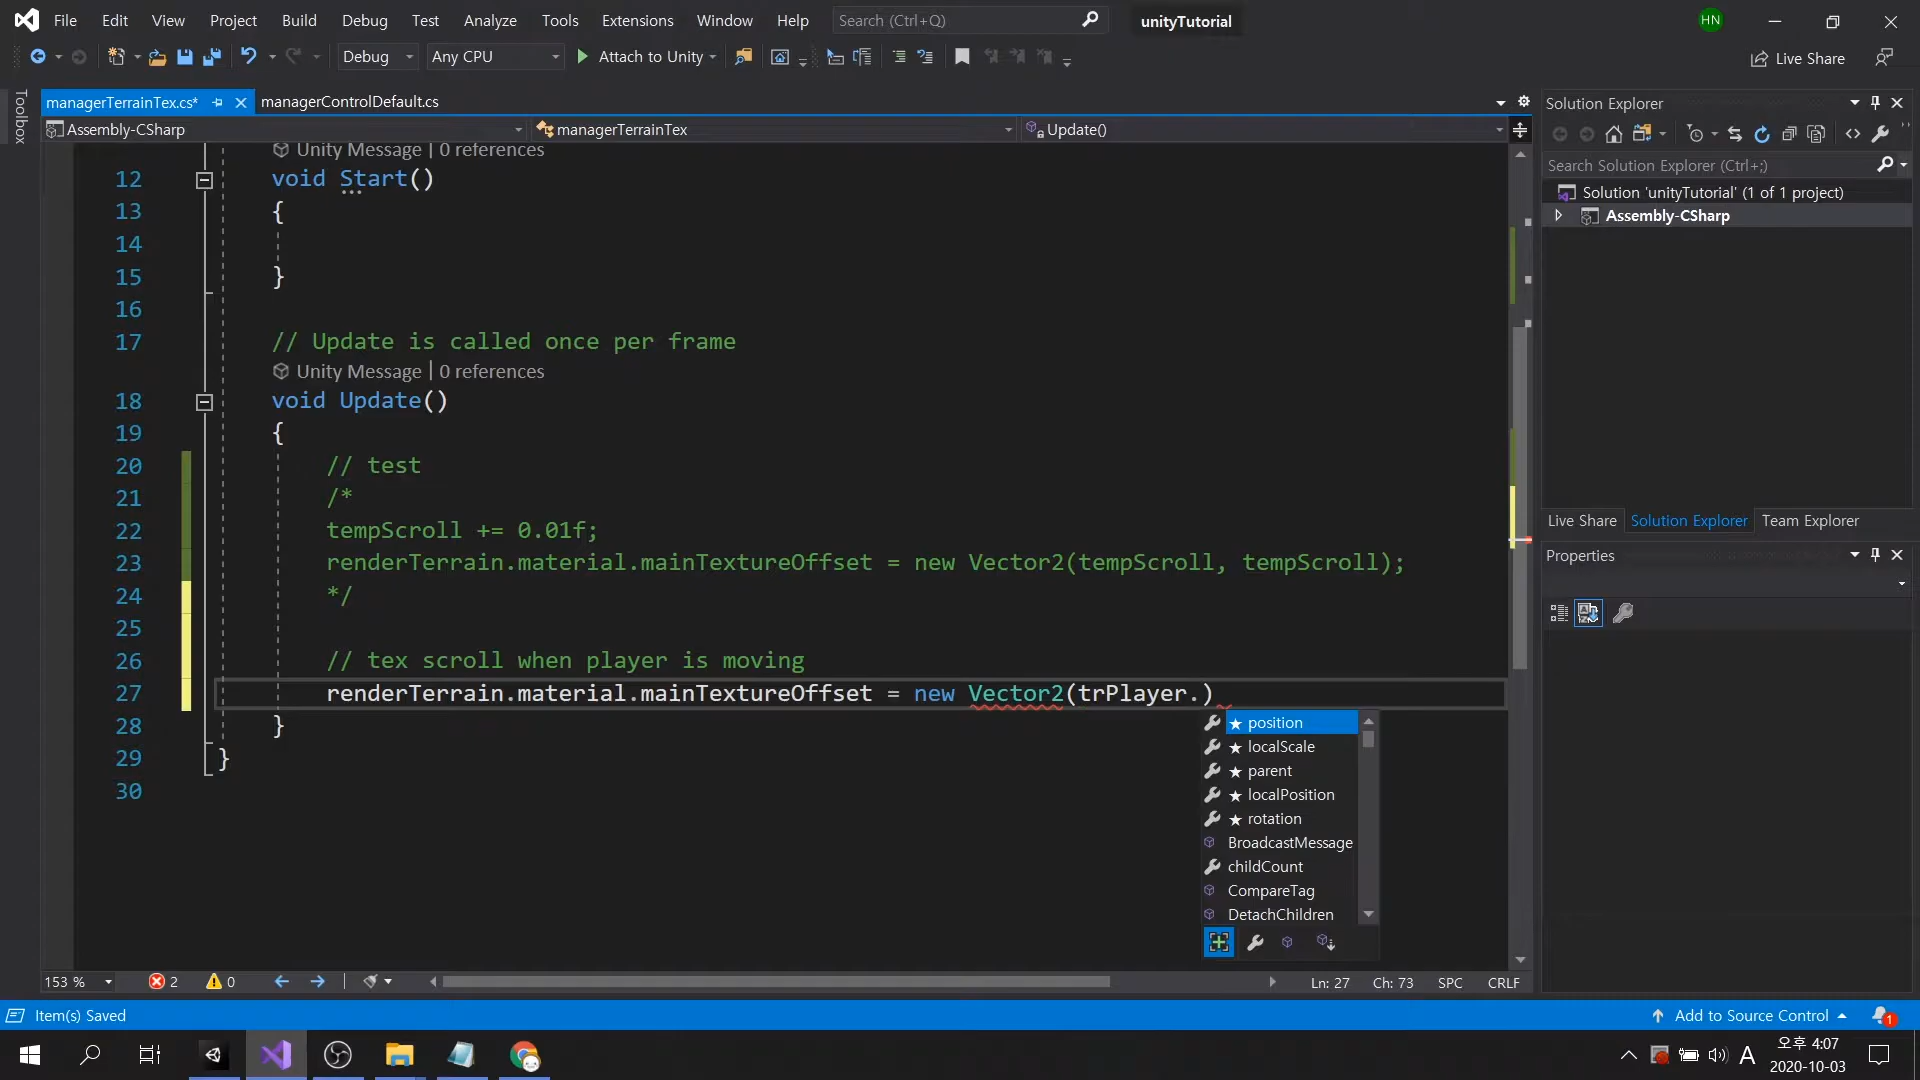 File Edit View Project Build Debug Test Analyze Tools Extensions Window Help Search (Ctrl+Q) unityTutorial HN
Debug Any CPU Attach to Unity Live Share
Toolbox
managerTerrainTex.cs* managerControlDefault.cs
Assembly-CSharp managerTerrainTex Update()
Unity Message | 0 references
12 void Start()
13 {
14
15 }
16
17 // Update is called once per frame
Unity Message | 0 references
18 void Update()
19 {
20 // test
21 /*
22 tempScroll += 0.01f;
23 renderTerrain.material.mainTextureOffset = new Vector2(tempScroll, tempScroll);
24 */
25
26 // tex scroll when player is moving
27 renderTerrain.material.mainTextureOffset = new Vector2(trPlayer.)
28 }
29 }
30
position
localScale
parent
localPosition
rotation
BroadcastMessage
childCount
CompareTag
DetachChildren
Solution Explorer
Search Solution Explorer (Ctrl+;)
Solution 'unityTutorial' (1 of 1 project)
Assembly-CSharp
Live Share Solution Explorer Team Explorer
Properties
153 % 2 0 Ln: 27 Ch: 73 SPC CRLF
Item(s) Saved Add to Source Control 1
A 오후 4:07
2020-10-03